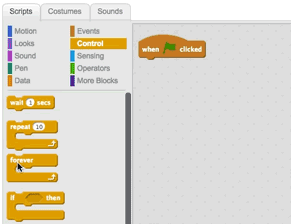 Scripts Costumes Sounds
Motion Events
Looks Control
Sound Sensing
Pen Operators
Data More Blocks
when clicked
wait 1 secs
repeat 10
forever
if then